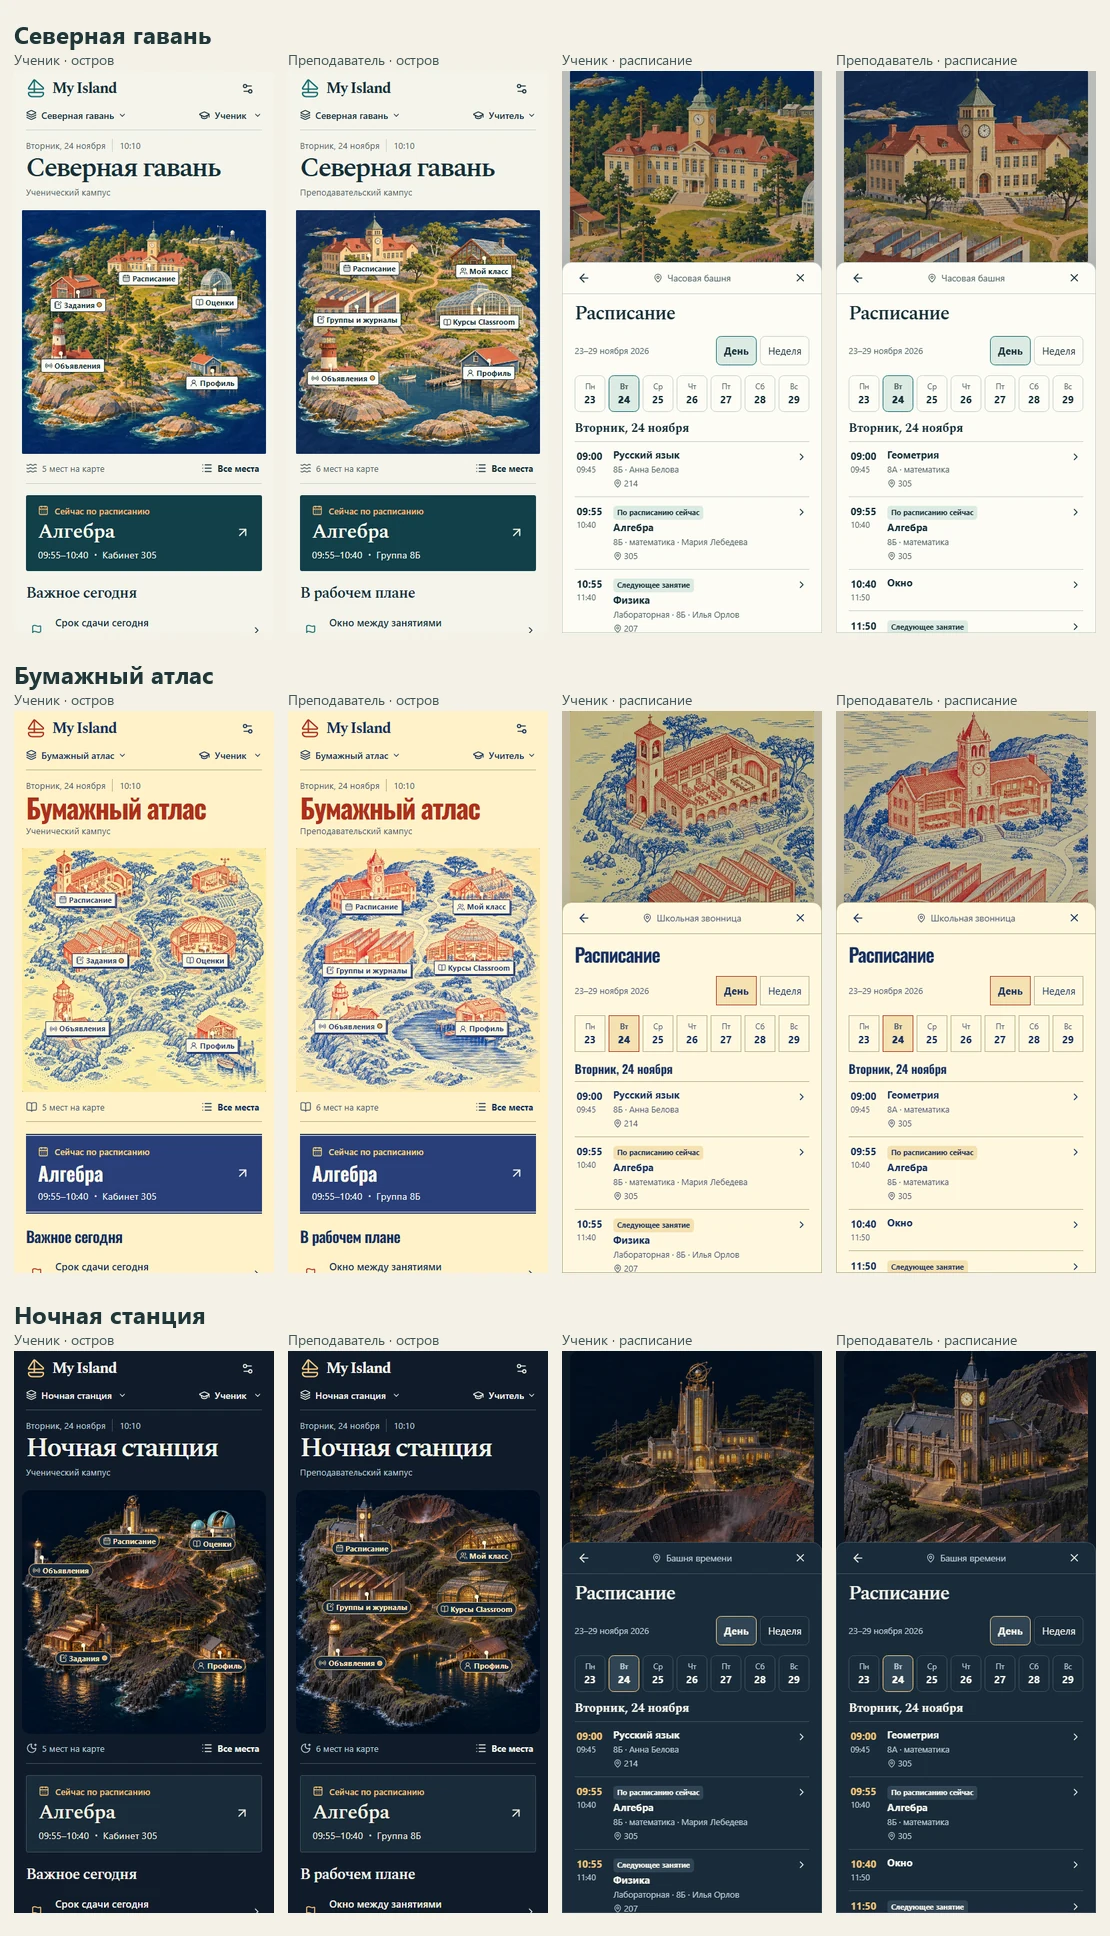 Северная гавань
Ученик · остров
My Island
Северная гавань
Ученик
Вторник, 24 ноября
10:10
Северная гавань
Ученический кампус
Расписание
Задания
Оценки
Объявления
Профиль
5 мест на карте
Все места
Сейчас по расписанию
Алгебра
09:55–10:40 • Кабинет 305
Важное сегодня
Срок сдачи сегодня
Преподаватель · остров
My Island
Северная гавань
Учитель
Вторник, 24 ноября
10:10
Северная гавань
Преподавательский кампус
Расписание
Мой класс
Группы и журналы
Курсы Classroom
Объявления
Профиль
6 мест на карте
Все места
Сейчас по расписанию
Алгебра
09:55–10:40 • Группа 8Б
В рабочем плане
Окно между занятиями
Ученик · расписание
Часовая башня
Расписание
23–29 ноября 2026
День
Неделя
Пн Вт Ср Чт Пт Сб Вс
23 24 25 26 27 28 29
Вторник, 24 ноября
09:00 Русский язык
09:45 8Б · Анна Белова
214
09:55 По расписанию сейчас
10:40 Алгебра
8Б · математика · Мария Лебедева
305
10:55 Следующее занятие
11:40 Физика
Лабораторная · 8Б · Илья Орлов
207
Преподаватель · расписание
Часовая башня
Расписание
23–29 ноября 2026
День
Неделя
Пн Вт Ср Чт Пт Сб Вс
23 24 25 26 27 28 29
Вторник, 24 ноября
09:00 Геометрия
09:45 8А · математика
305
09:55 По расписанию сейчас
10:40 Алгебра
8Б · математика
305
10:40 Окно
11:50
11:50 Следующее занятие
Бумажный атлас
Ученик · остров
My Island
Бумажный атлас
Ученик
Вторник, 24 ноября
10:10
Бумажный атлас
Ученический кампус
Расписание
Задания
Оценки
Объявления
Профиль
5 мест на карте
Все места
Сейчас по расписанию
Алгебра
09:55–10:40 • Кабинет 305
Важное сегодня
Срок сдачи сегодня
Преподаватель · остров
My Island
Бумажный атлас
Учитель
Вторник, 24 ноября
10:10
Бумажный атлас
Преподавательский кампус
Расписание
Мой класс
Группы и журналы
Курсы Classroom
Объявления
Профиль
6 мест на карте
Все места
Сейчас по расписанию
Алгебра
09:55–10:40 • Группа 8Б
В рабочем плане
Окно между занятиями
Ученик · расписание
Школьная звонница
Расписание
23–29 ноября 2026
День
Неделя
Пн Вт Ср Чт Пт Сб Вс
23 24 25 26 27 28 29
Вторник, 24 ноября
09:00 Русский язык
09:45 8Б · Анна Белова
214
09:55 По расписанию сейчас
10:40 Алгебра
8Б · математика · Мария Лебедева
305
10:55 Следующее занятие
11:40 Физика
Лабораторная · 8Б · Илья Орлов
207
Преподаватель · расписание
Школьная звонница
Расписание
23–29 ноября 2026
День
Неделя
Пн Вт Ср Чт Пт Сб Вс
23 24 25 26 27 28 29
Вторник, 24 ноября
09:00 Геометрия
09:45 8А · математика
305
09:55 По расписанию сейчас
10:40 Алгебра
8Б · математика
305
10:40 Окно
11:50
11:50 Следующее занятие
Ночная станция
Ученик · остров
My Island
Ночная станция
Ученик
Вторник, 24 ноября
10:10
Ночная станция
Ученический кампус
Расписание
Оценки
Объявления
Задания
Профиль
5 мест на карте
Все места
Сейчас по расписанию
Алгебра
09:55–10:40 • Кабинет 305
Важное сегодня
Срок сдачи сегодня
Преподаватель · остров
My Island
Ночная станция
Учитель
Вторник, 24 ноября
10:10
Ночная станция
Преподавательский кампус
Расписание
Мой класс
Группы и журналы
Курсы Classroom
Объявления
Профиль
6 мест на карте
Все места
Сейчас по расписанию
Алгебра
09:55–10:40 • Группа 8Б
В рабочем плане
Окно между занятиями
Ученик · расписание
Башня времени
Расписание
23–29 ноября 2026
День
Неделя
Пн Вт Ср Чт Пт Сб Вс
23 24 25 26 27 28 29
Вторник, 24 ноября
09:00 Русский язык
09:45 8Б · Анна Белова
214
09:55 По расписанию сейчас
10:40 Алгебра
8Б · математика · Мария Лебедева
305
10:55 Следующее занятие
11:40 Физика
Лабораторная · 8Б · Илья Орлов
207
Преподаватель · расписание
Башня времени
Расписание
23–29 ноября 2026
День
Неделя
Пн Вт Ср Чт Пт Сб Вс
23 24 25 26 27 28 29
Вторник, 24 ноября
09:00 Геометрия
09:45 8А · математика
305
09:55 По расписанию сейчас
10:40 Алгебра
8Б · математика
305
10:40 Окно
11:50
11:50 Следующее занятие